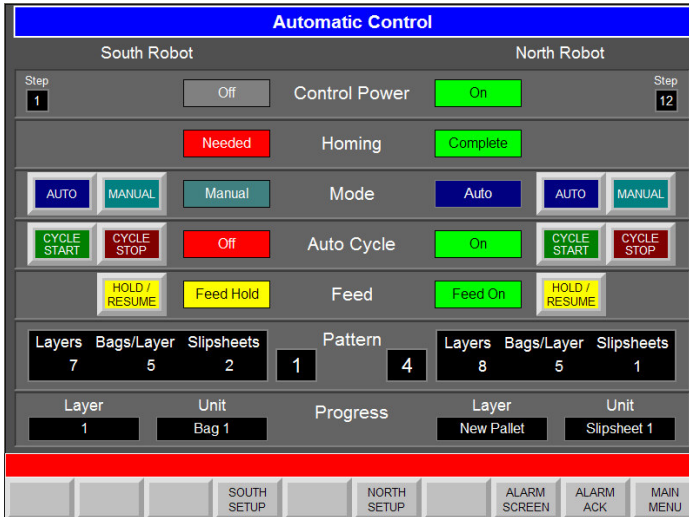 Automatic Control
South Robot North Robot
Step Step
1 Off Control Power On 12
Needed Homing Complete
AUTO MANUAL Manual Mode Auto AUTO MANUAL
CYCLE START CYCLE STOP Off Auto Cycle On CYCLE START CYCLE STOP
HOLD / RESUME Feed Hold Feed Feed On HOLD / RESUME
Layers Bags/Layer Slipsheets Pattern Layers Bags/Layer Slipsheets
7 5 2 1 4 8 5 1
Layer Unit Progress Layer Unit
1 Bag 1 New Pallet Slipsheet 1
SOUTH SETUP NORTH SETUP ALARM SCREEN ALARM ACK MAIN MENU